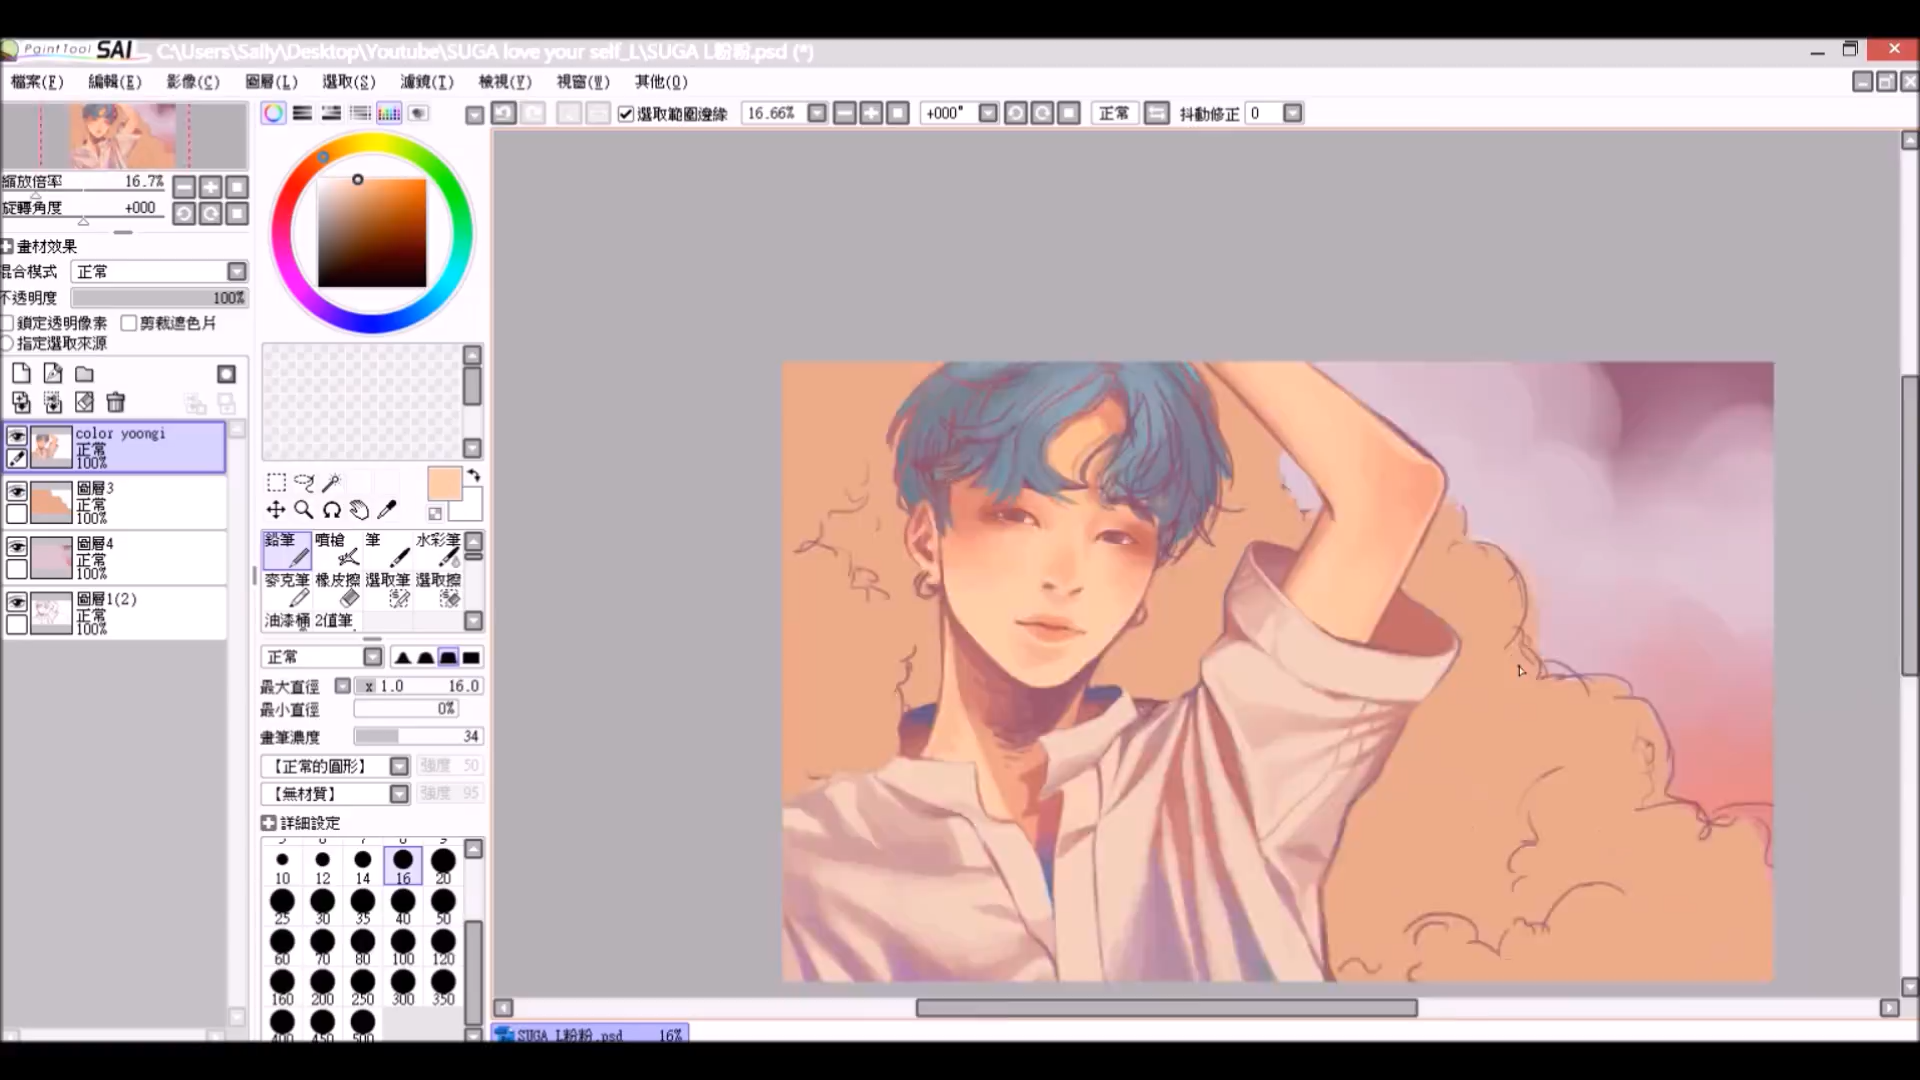 PaintTool SAI C:\Users\Sally\Desktop\Youtube\SUGA love your self_L\SUGA L粉粉.psd (*)
檔案(F) 編輯(E) 影像(C) 圖層(L) 選取(S) 濾鏡(T) 檢視(V) 視窗(W) 其他(O)
選取範圍邊緣 16.66% +000° 正常 抖動修正 0
縮放倍率 16.7%
旋轉角度 +000
畫材效果
混合模式 正常
不透明度 100%
鎖定透明像素 剪裁遮色片
指定選取來源
color yoongi
正常
100%
圖層3
正常
100%
圖層4
正常
100%
圖層1(2)
正常
100%
鉛筆 噴槍 筆 水彩筆
麥克筆 橡皮擦 選取筆 選取擦
油漆桶 2值筆
正常
最大直徑 x 1.0 16.0
最小直徑 0%
畫筆濃度 34
【正常的圓形】 強度 50
【無材質】 強度 95
詳細設定
10 12 14 16 20
25 30 35 40 50
60 70 80 100 120
160 200 250 300 350
400 450 500
SUGA L粉粉.psd 16%